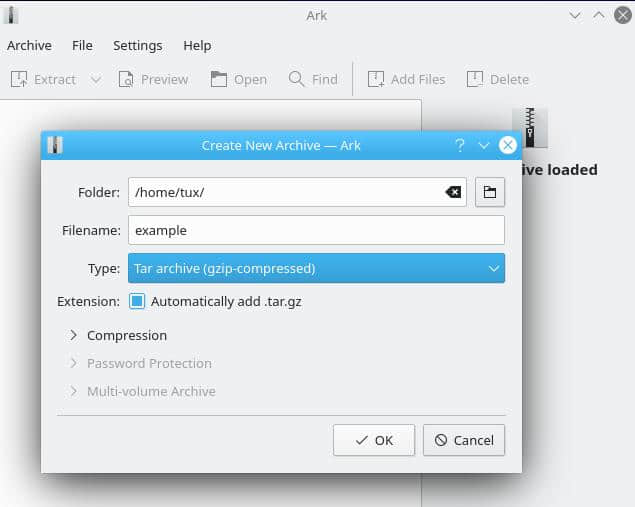 Ark
Archive File Settings Help
Extract Preview Open Find Add Files Delete
Create New Archive — Ark ?
ive loaded
Folder: /home/tux/
Filename: example
Type: Tar archive (gzip-compressed)
Extension: Automatically add .tar.gz
Compression
Password Protection
Multi-volume Archive
OK Cancel